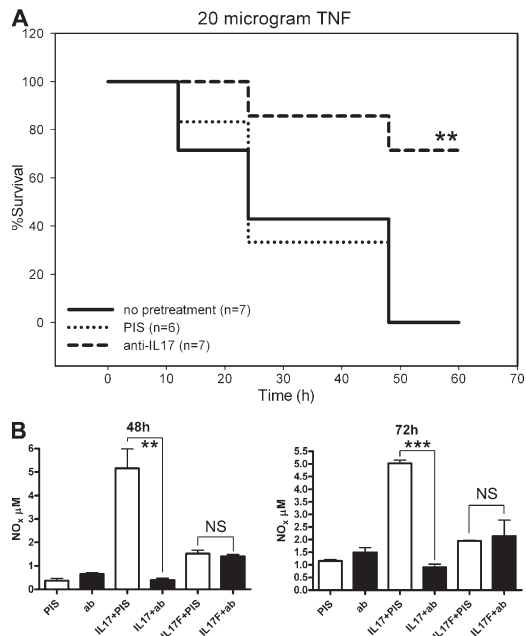 A
20 microgram TNF
%Survival
120
100
80
60
40
20
0
**
no pretreatment (n=7)
PIS (n=6)
anti-IL17 (n=7)
0 10 20 30 40 50 60 70
Time (h)
B
48h
NOx µM
6
5
4
3
2
1
0
**
NS
PIS ab IL17+PIS IL17+ab IL17F+PIS IL17F+ab
72h
NOx µM
5.5
5.0
4.5
4.0
3.5
3.0
2.5
2.0
1.5
1.0
0.5
0.0
***
NS
PIS ab IL17+PIS IL17+ab IL17F+PIS IL17F+ab